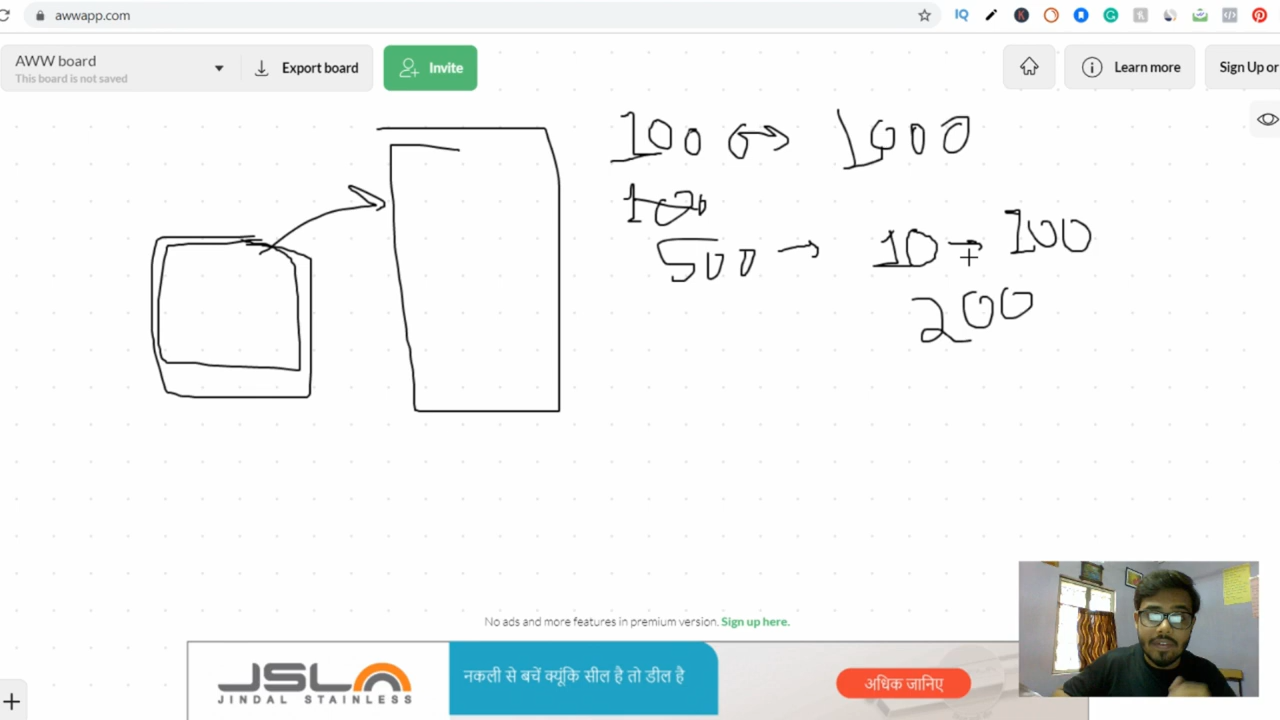 awwapp.com
AWW board
This board is not saved
Export board
Invite
Learn more
Sign Up or
100 ↔ 1000
500 → 10 → 100
200
No ads and more features in premium version. Sign up here.
JSL
JINDAL STAINLESS
नकली से बचें क्यूंकि सील है तो डील है
अधिक जानिए